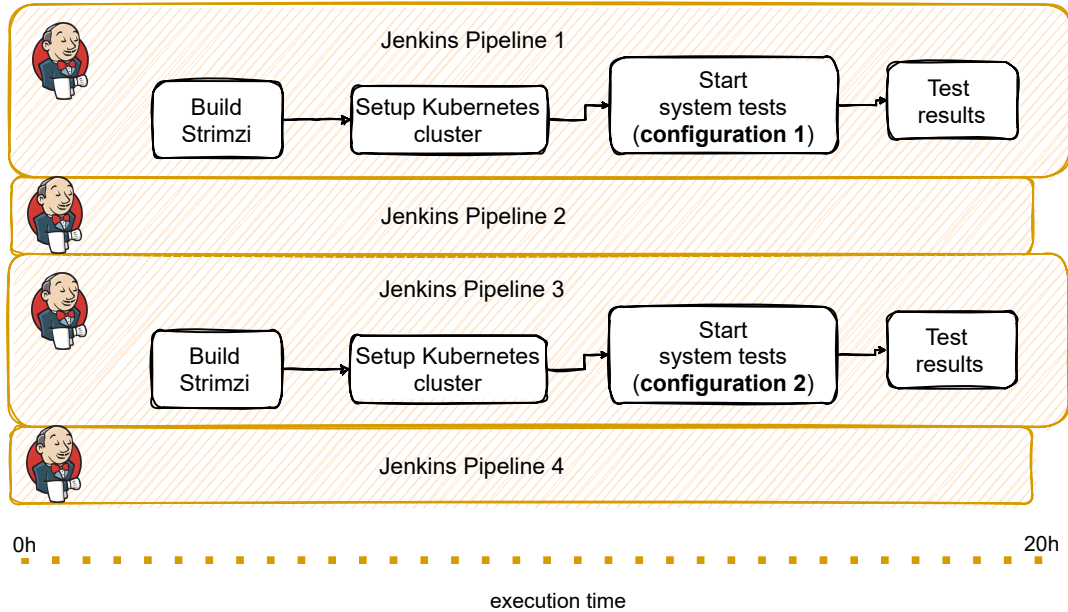 Jenkins Pipeline 1
Build
Strimzi
Setup Kubernetes
cluster
Start
system tests
(configuration 1)
Test
results
Jenkins Pipeline 2
Jenkins Pipeline 3
Build
Strimzi
Setup Kubernetes
cluster
Start
system tests
(configuration 2)
Test
results
Jenkins Pipeline 4
0h
20h
execution time